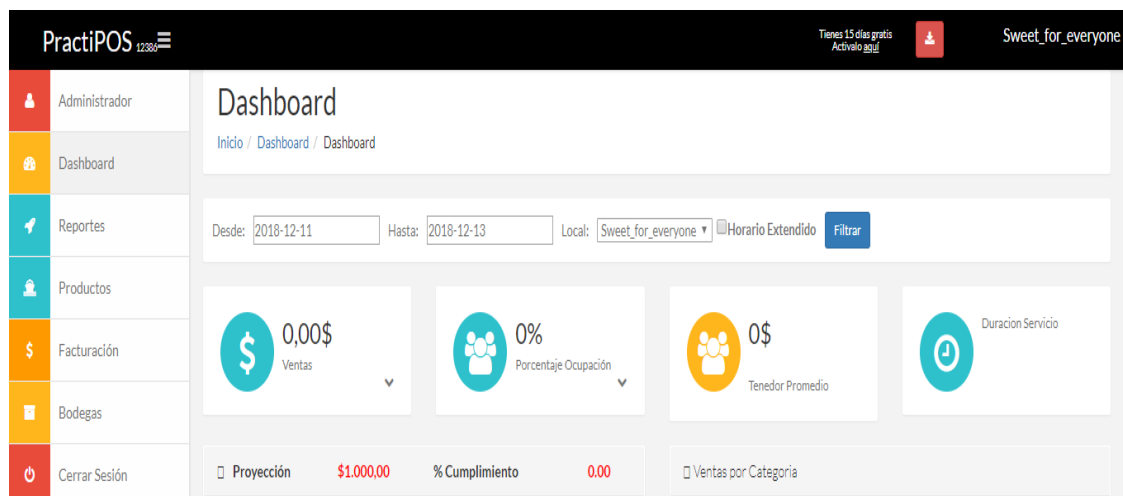 PractiPOS 12386
Tienes 15 días gratis
Activalo aquí
Sweet_for_everyone
Administrador
Dashboard
Reportes
Productos
Facturación
Bodegas
Cerrar Sesión
Dashboard
Inicio / Dashboard / Dashboard
Desde: 2018-12-11 Hasta: 2018-12-13 Local: Sweet_for_everyone Horario Extendido Filtrar
0,00$
Ventas
0%
Porcentaje Ocupación
0$
Tenedor Promedio
Duracion Servicio
Proyección $1.000,00 % Cumplimiento 0.00
Ventas por Categoria